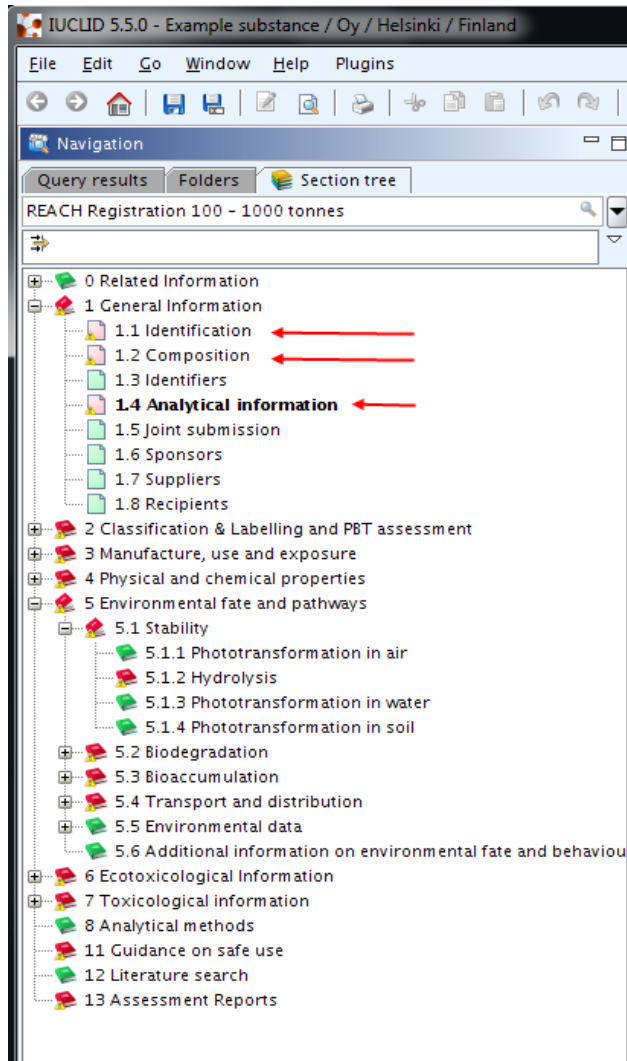 IUCLID 5.5.0 - Example substance / Oy / Helsinki / Finland
File Edit Go Window Help Plugins
Navigation
Query results Folders Section tree
REACH Registration 100 - 1000 tonnes
0 Related Information
1 General Information
1.1 Identification
1.2 Composition
1.3 Identifiers
1.4 Analytical information
1.5 Joint submission
1.6 Sponsors
1.7 Suppliers
1.8 Recipients
2 Classification & Labelling and PBT assessment
3 Manufacture, use and exposure
4 Physical and chemical properties
5 Environmental fate and pathways
5.1 Stability
5.1.1 Phototransformation in air
5.1.2 Hydrolysis
5.1.3 Phototransformation in water
5.1.4 Phototransformation in soil
5.2 Biodegradation
5.3 Bioaccumulation
5.4 Transport and distribution
5.5 Environmental data
5.6 Additional information on environmental fate and behaviou
6 Ecotoxicological Information
7 Toxicological information
8 Analytical methods
11 Guidance on safe use
12 Literature search
13 Assessment Reports